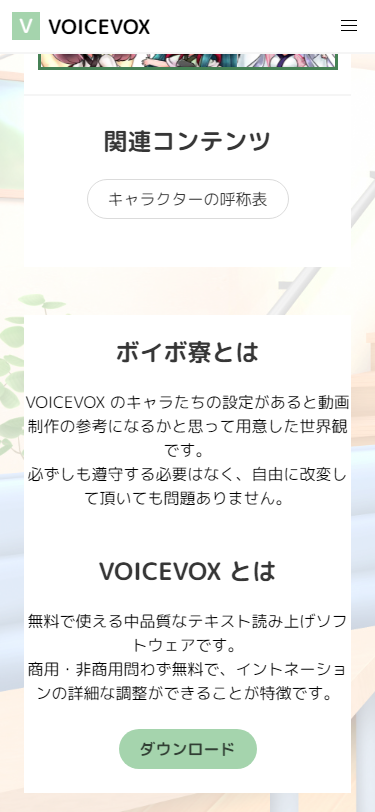 V VOICEVOX
関連コンテンツ
キャラクターの呼称表
ボイボ寮とは
VOICEVOX のキャラたちの設定があると動画
制作の参考になるかと思って用意した世界観
です。
必ずしも遵守する必要はなく、自由に改変し
て頂いても問題ありません。
VOICEVOX とは
無料で使える中品質なテキスト読み上げソフ
トウェアです。
商用・非商用問わず無料で、イントネーショ
ンの詳細な調整ができることが特徴です。
ダウンロード